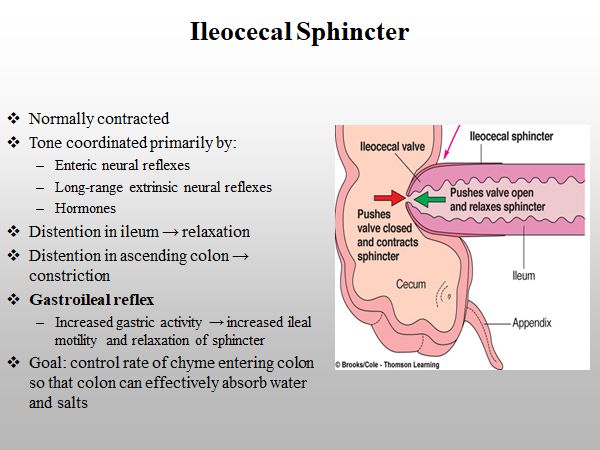 Ileocecal Sphincter
❖ Normally contracted
❖ Tone coordinated primarily by:
– Enteric neural reflexes
– Long-range extrinsic neural reflexes
– Hormones
❖ Distention in ileum → relaxation
❖ Distention in ascending colon →
constriction
❖ Gastroileal reflex
– Increased gastric activity → increased ileal
motility and relaxation of sphincter
❖ Goal: control rate of chyme entering colon
so that colon can effectively absorb water
and salts
Ileocecal sphincter
Ileocecal valve
Pushes valve open
and relaxes sphincter
Pushes
valve closed
and contracts
sphincter
Ileum
Cecum
Appendix
© Brooks/Cole - Thomson Learning